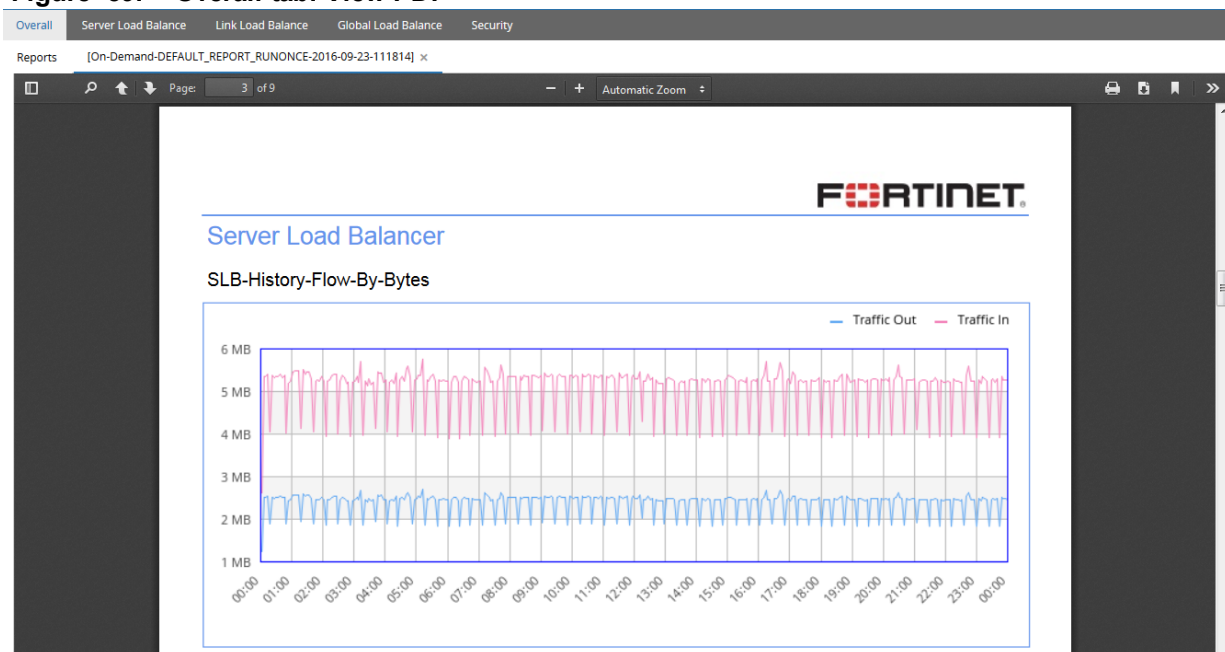 Overall Server Load Balance Link Load Balance Global Load Balance Security
Reports [On-Demand-DEFAULT_REPORT_RUNONCE-2016-09-23-111814] ×
Page: 3 of 9 − + Automatic Zoom
FORTINET®
Server Load Balancer
SLB-History-Flow-By-Bytes
Traffic Out Traffic In
6 MB
5 MB
4 MB
3 MB
2 MB
1 MB
00:00 01:00 02:00 03:00 04:00 05:00 06:00 07:00 08:00 09:00 10:00 11:00 12:00 13:00 14:00 15:00 16:00 17:00 18:00 19:00 20:00 21:00 22:00 23:00 00:00